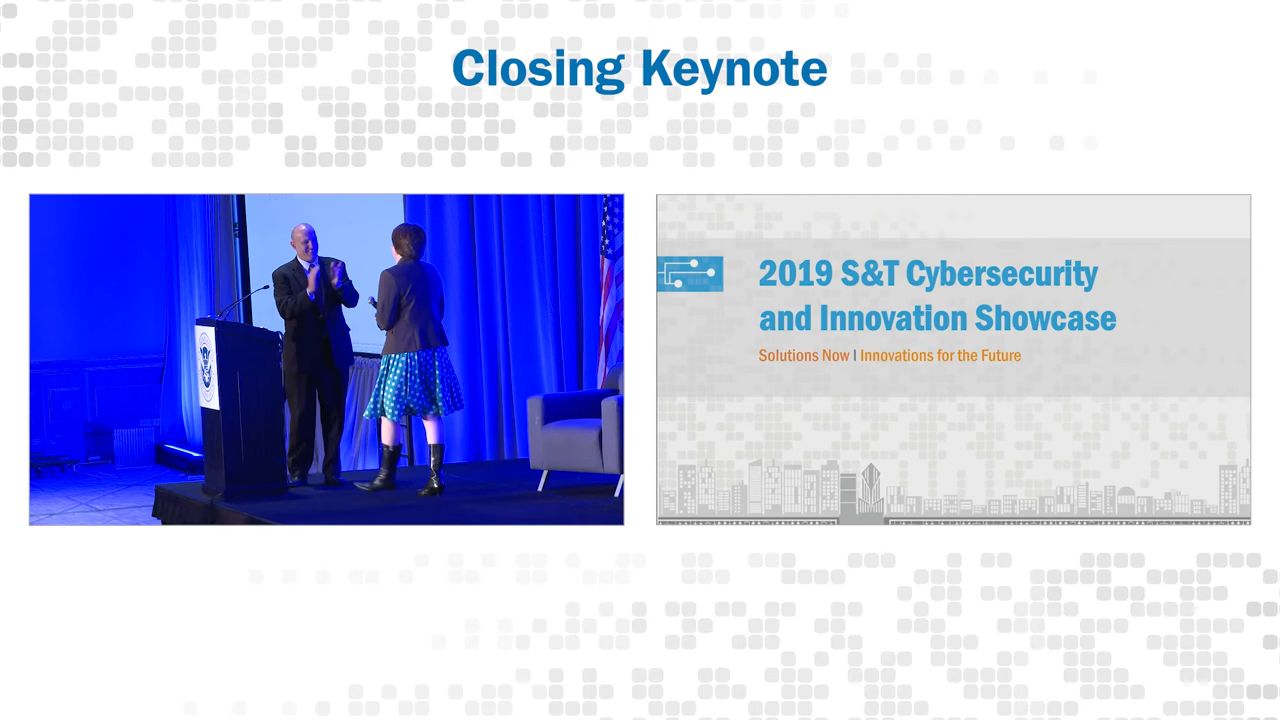 Closing Keynote
2019 S&T Cybersecurity
and Innovation Showcase
Solutions Now | Innovations for the Future